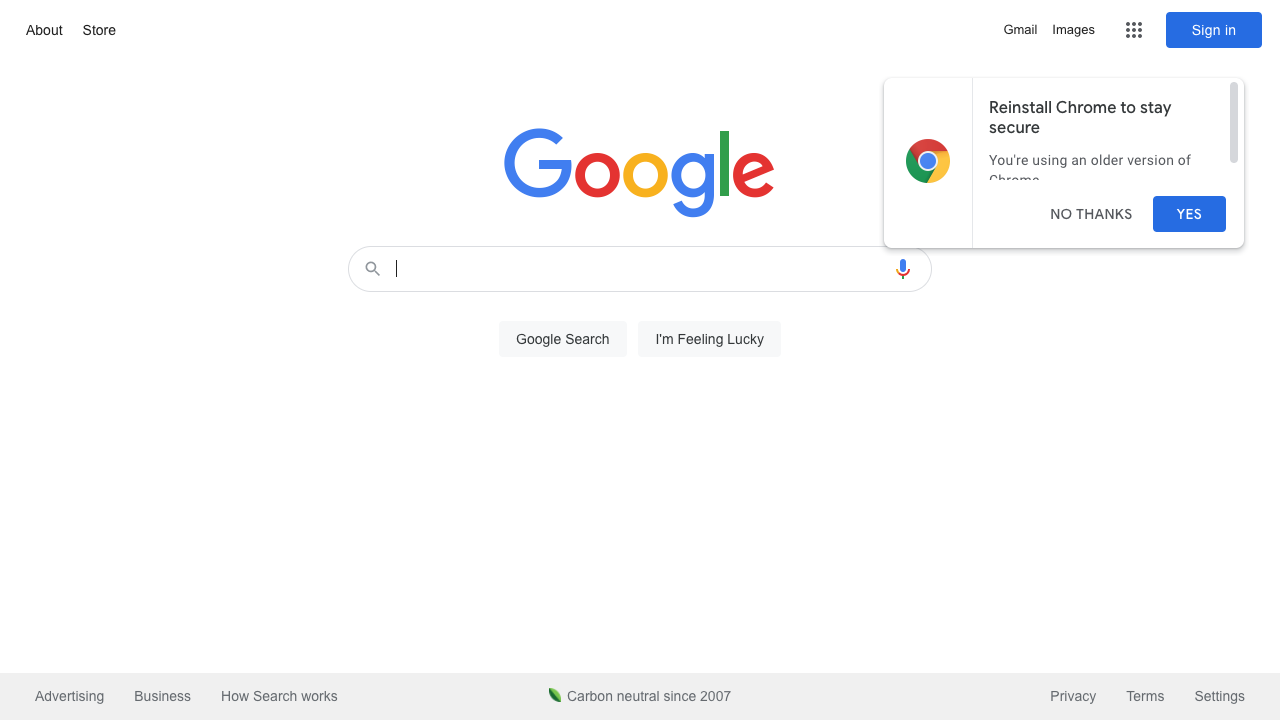 About Store Gmail Images Sign in
Reinstall Chrome to stay
secure
You're using an older version of
Chrome
NO THANKS YES
Google
Google Search I'm Feeling Lucky
Advertising Business How Search works Carbon neutral since 2007 Privacy Terms Settings